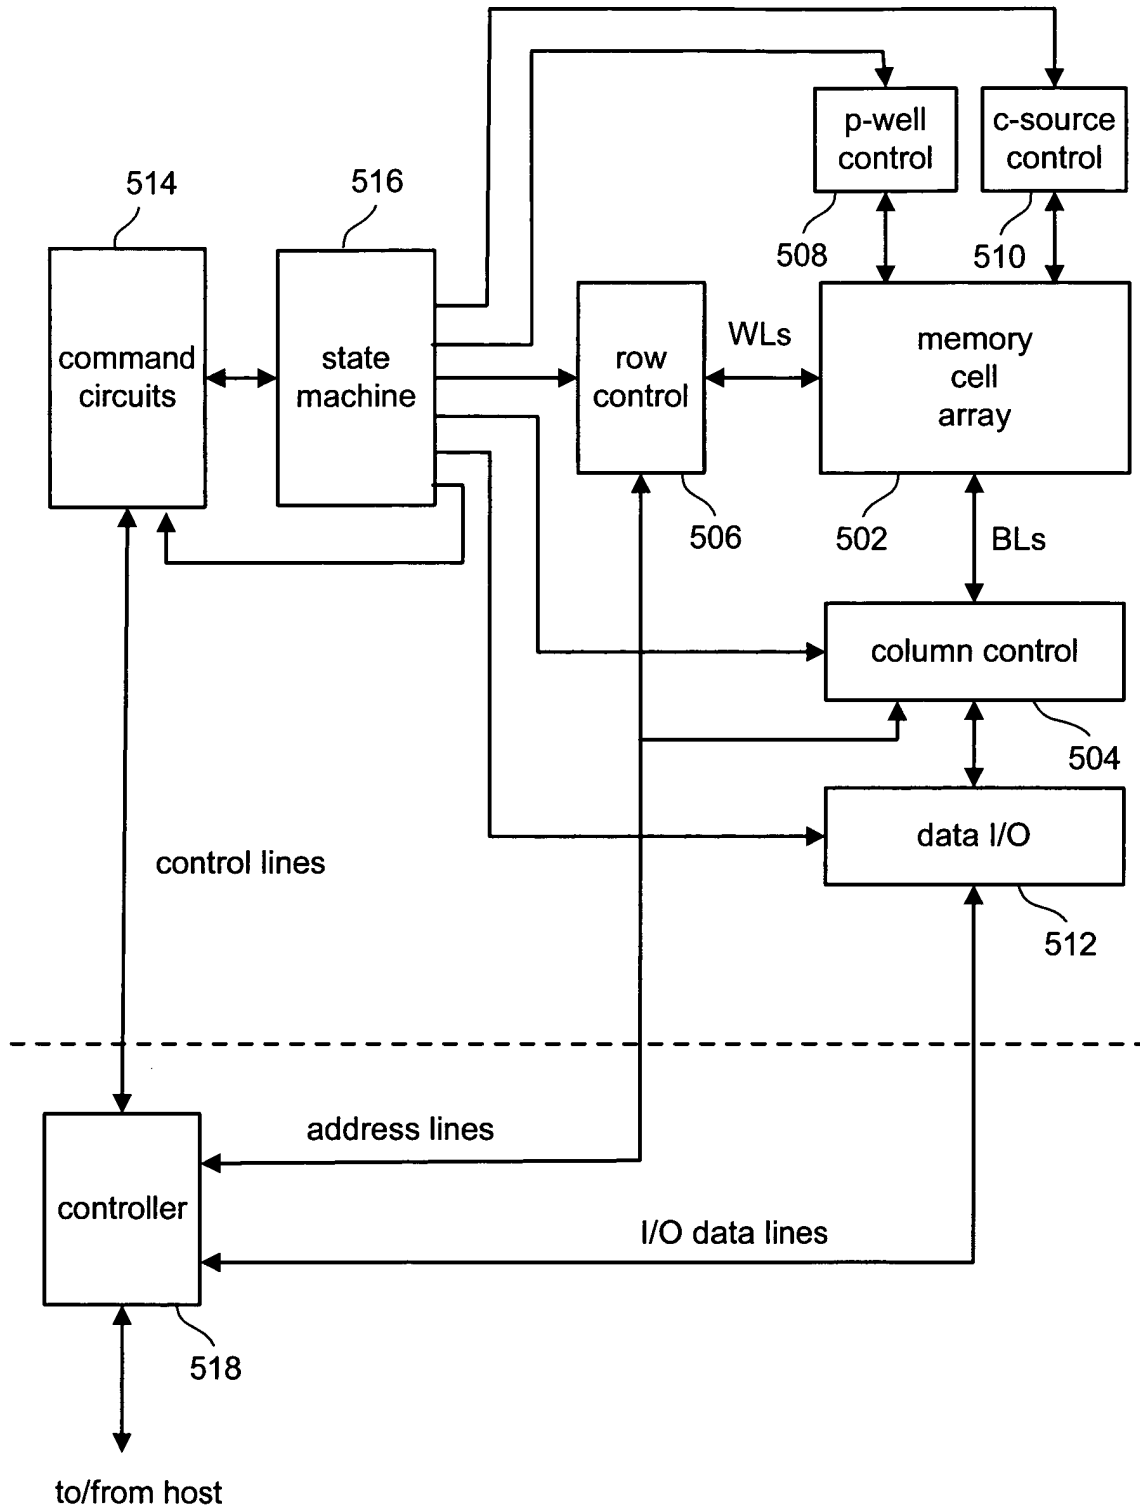 p-well
control
c-source
control
514
516
508
510
command
circuits
state
machine
row
control
WLs
memory
cell
array
506
502
BLs
column control
504
data I/O
control lines
512
address lines
controller
I/O data lines
518
to/from host